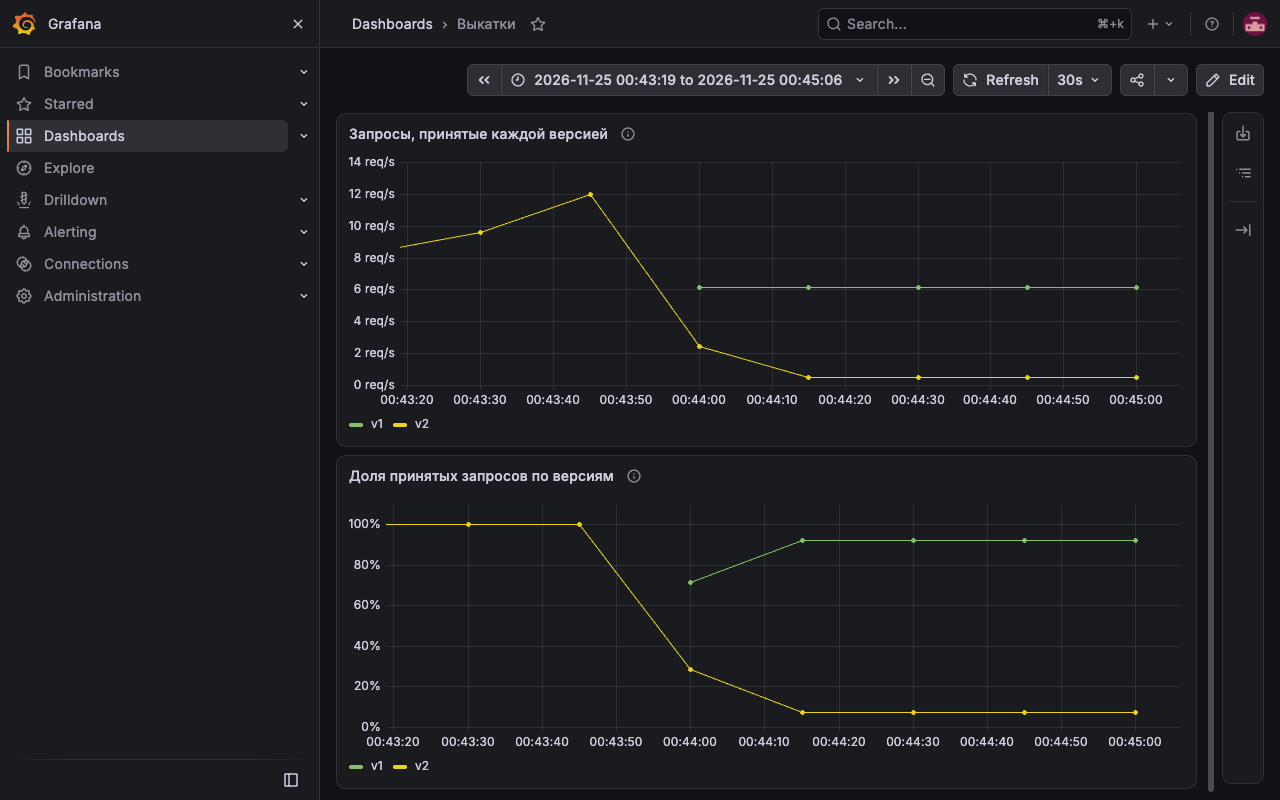 Grafana
Dashboards › Выкатки
Search...
⌘+k
Bookmarks
Starred
Dashboards
Explore
Drilldown
Alerting
Connections
Administration
2026-11-25 00:43:19 to 2026-11-25 00:45:06
Refresh
30s
Edit
Запросы, принятые каждой версией
14 req/s
12 req/s
10 req/s
8 req/s
6 req/s
4 req/s
2 req/s
0 req/s
00:43:20 00:43:30 00:43:40 00:43:50 00:44:00 00:44:10 00:44:20 00:44:30 00:44:40 00:44:50 00:45:00
v1 v2
Доля принятых запросов по версиям
100%
80%
60%
40%
20%
0%
00:43:20 00:43:30 00:43:40 00:43:50 00:44:00 00:44:10 00:44:20 00:44:30 00:44:40 00:44:50 00:45:00
v1 v2